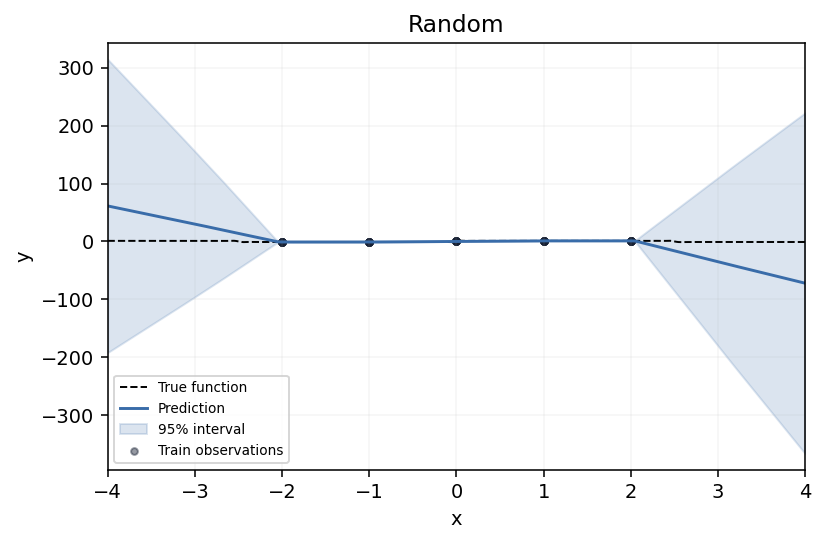 Random
300
200
100
0
−100
−200
−300
y
True function
Prediction
95% interval
Train observations
−4
−3
−2
−1
0
1
2
3
4
x